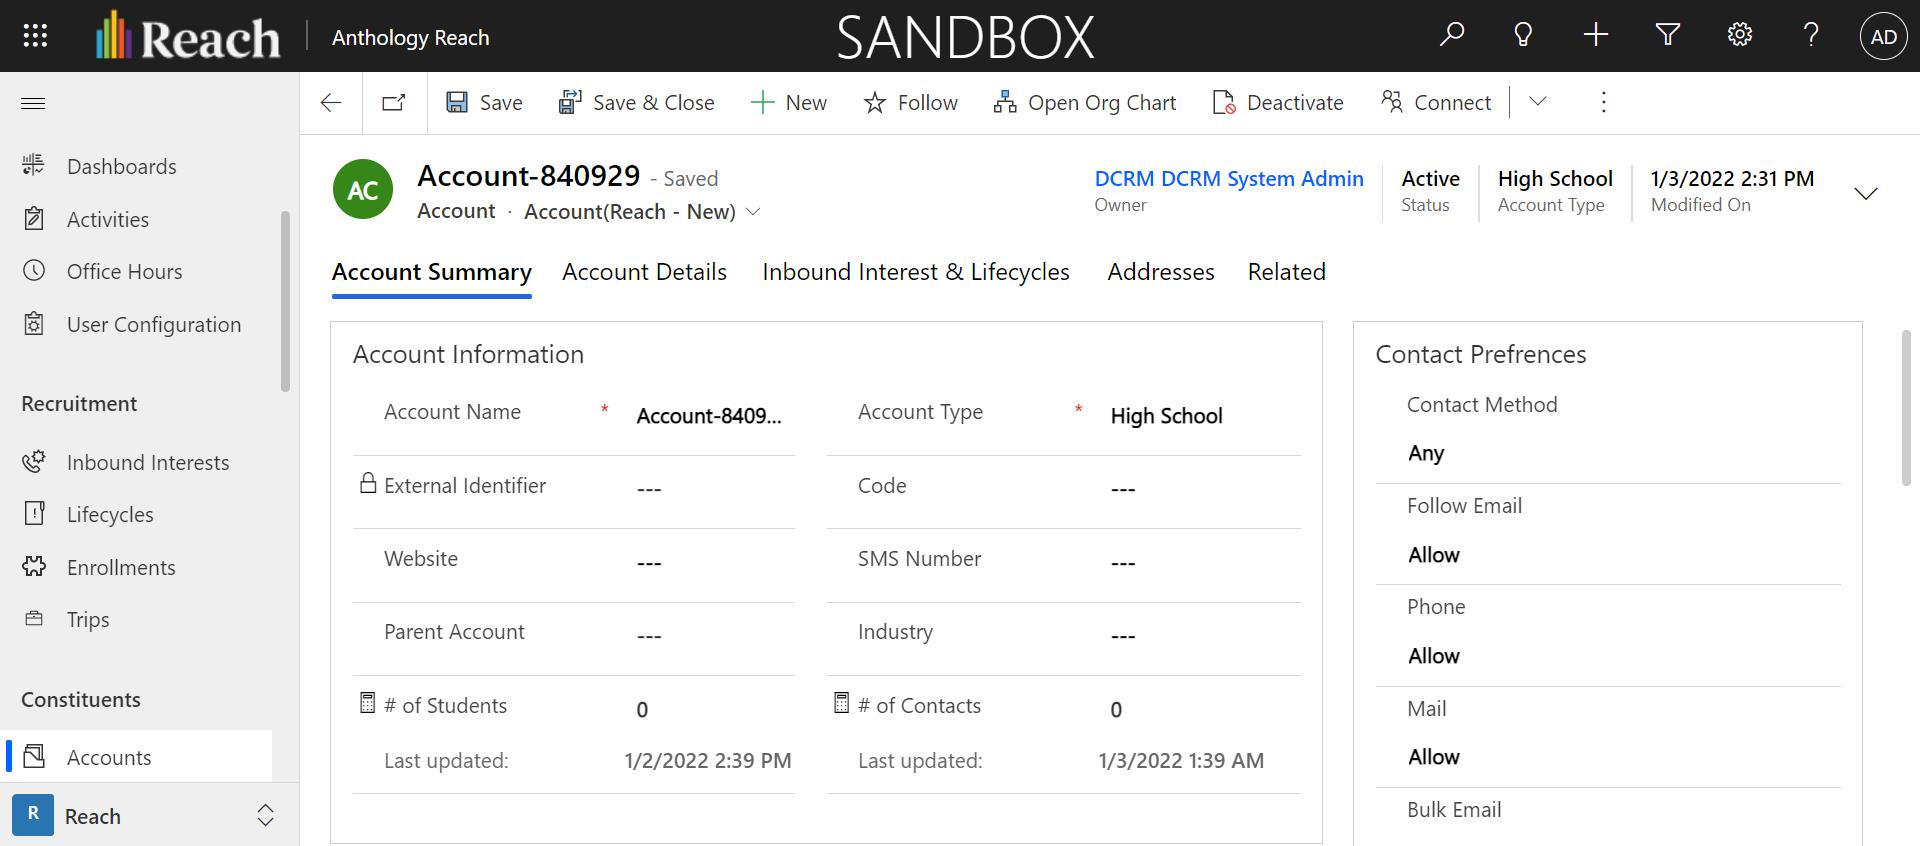 Reach
Anthology Reach
SANDBOX
?
AD
Save
Save & Close
New
Follow
Open Org Chart
Deactivate
Connect
Dashboards
Activities
Office Hours
User Configuration
Recruitment
Inbound Interests
Lifecycles
Enrollments
Trips
Constituents
Accounts
R Reach
AC
Account-840929 - Saved
Account · Account(Reach - New)
DCRM DCRM System Admin
Owner
Active
Status
High School
Account Type
1/3/2022 2:31 PM
Modified On
Account Summary Account Details Inbound Interest & Lifecycles Addresses Related
Account Information
Account Name * Account-8409...
Account Type * High School
External Identifier ---
Code ---
Website ---
SMS Number ---
Parent Account ---
Industry ---
# of Students 0
Last updated: 1/2/2022 2:39 PM
# of Contacts 0
Last updated: 1/3/2022 1:39 AM
Contact Prefrences
Contact Method
Any
Follow Email
Allow
Phone
Allow
Mail
Allow
Bulk Email